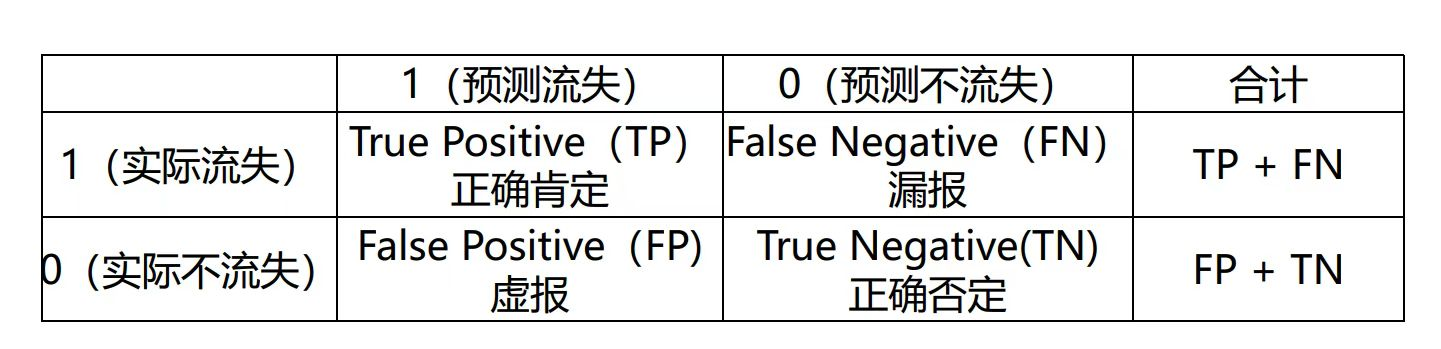 1（预测流失） 0（预测不流失） 合计
1（实际流失） True Positive（TP） 正确肯定 False Negative（FN） 漏报 TP + FN
0（实际不流失） False Positive（FP) 虚报 True Negative(TN) 正确否定 FP + TN